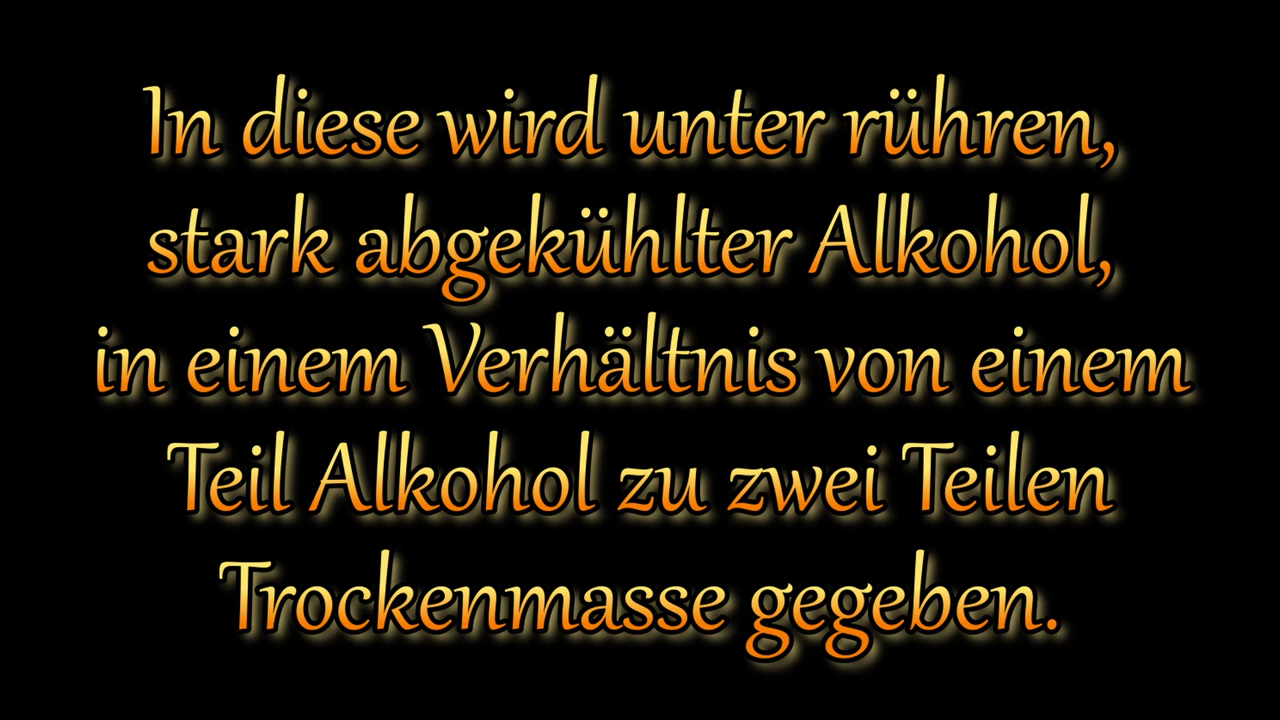 In diese wird unter rühren,
stark abgekühlter Alkohol,
in einem Verhältnis von einem
Teil Alkohol zu zwei Teilen
Trockenmasse gegeben.